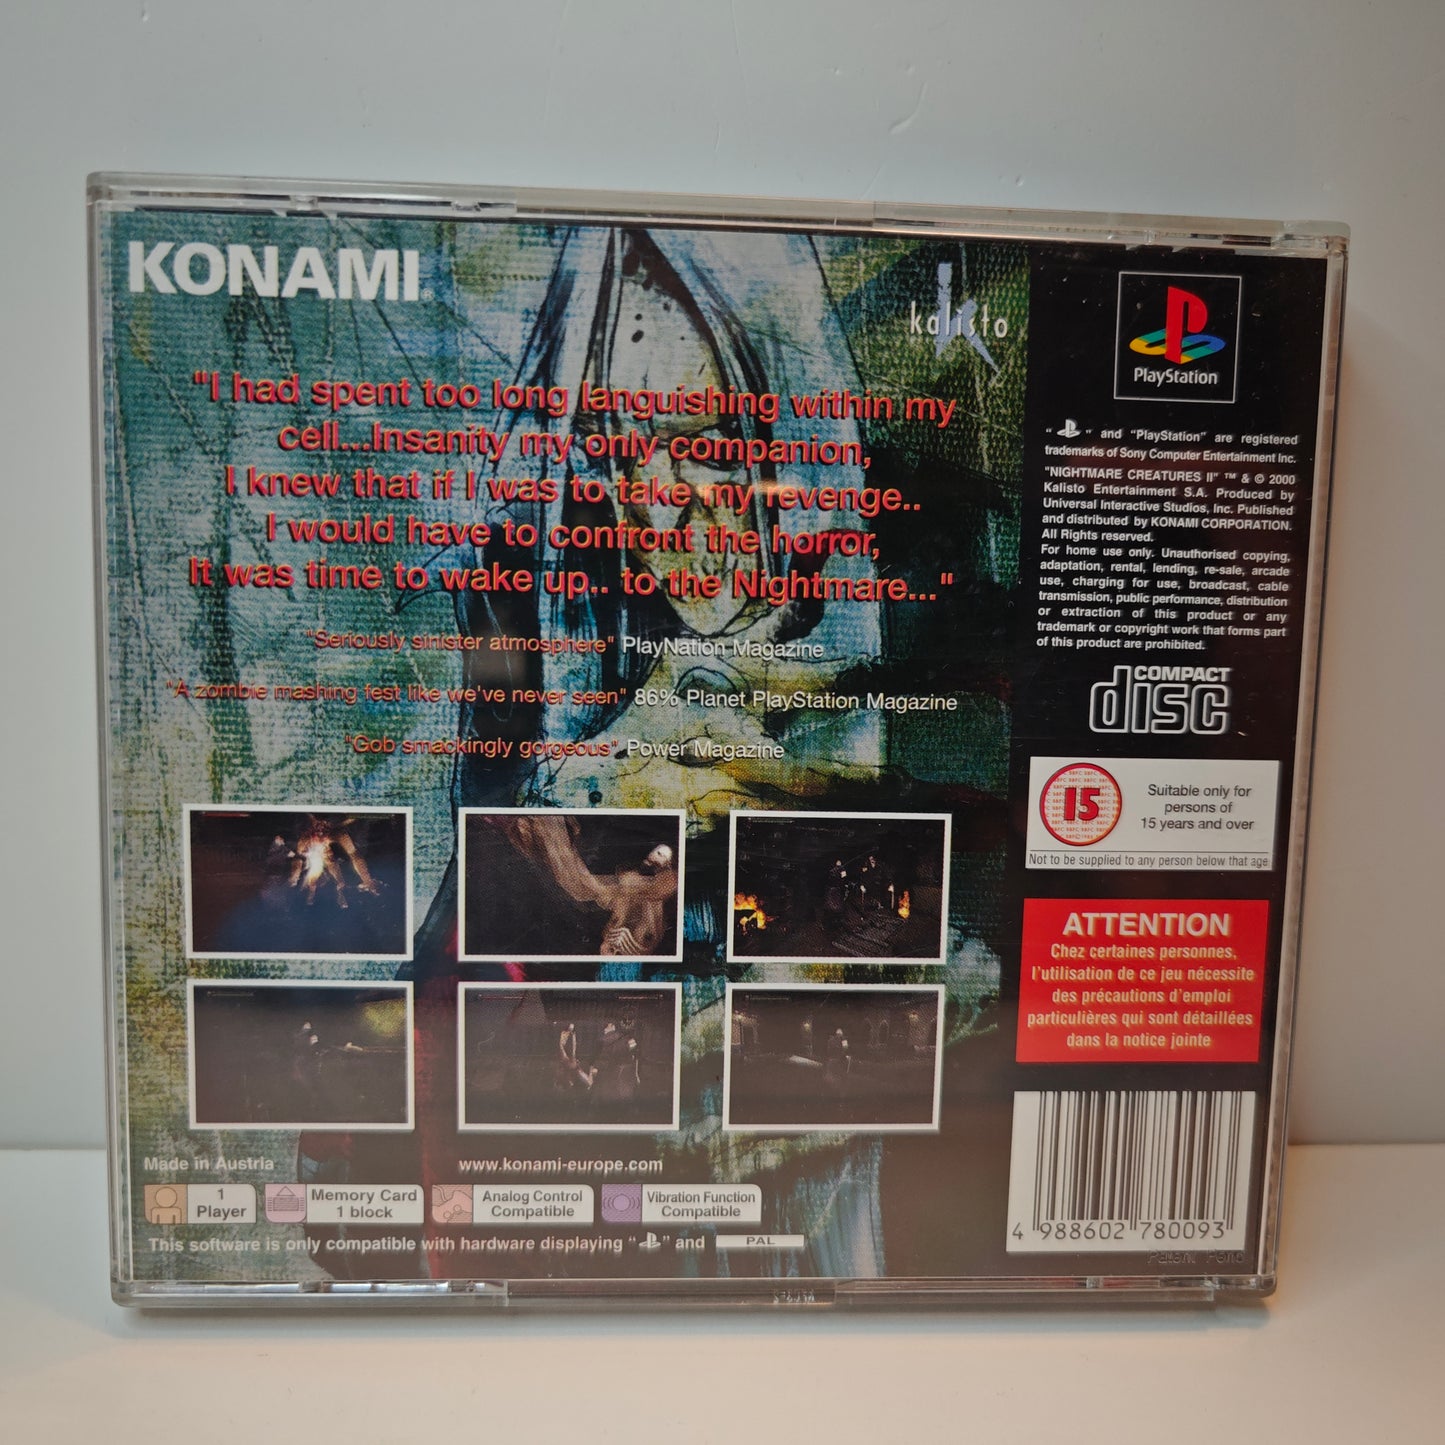 KONAMI®
kalisto
"I had spent too long languishing within my
cell...Insanity my only companion,
I knew that if I was to take my revenge..
I would have to confront the horror,
It was time to wake up.. to the Nightmare..."
"Seriously sinister atmosphere" PlayNation Magazine
"A zombie mashing fest like we've never seen" 86% Planet PlayStation Magazine
"Gob smackingly gorgeous" Power Magazine
Made in Austria
www.konami-europe.com
1
Player
Memory Card
1 block
Analog Control
Compatible
Vibration Function
Compatible
This software is only compatible with hardware displaying " " and PAL
PlayStation
" " and "PlayStation" are registered
trademarks of Sony Computer Entertainment Inc.
"NIGHTMARE CREATURES II" ™ & © 2000
Kalisto Entertainment S.A. Produced by
Universal Interactive Studios, Inc. Published
and distributed by KONAMI CORPORATION.
All Rights reserved.
For home use only. Unauthorised copying,
adaptation, rental, lending, re-sale, arcade
use, charging for use, broadcast, cable
transmission, public performance, distribution
or extraction of this product or any
trademark or copyright work that forms part
of this product are prohibited.
COMPACT
disc
15
Suitable only for
persons of
15 years and over
Not to be supplied to any person below that age
ATTENTION
Chez certaines personnes,
l'utilisation de ce jeu nécessite
des précautions d'emploi
particulières qui sont détaillées
dans la notice jointe
4 988602 780093